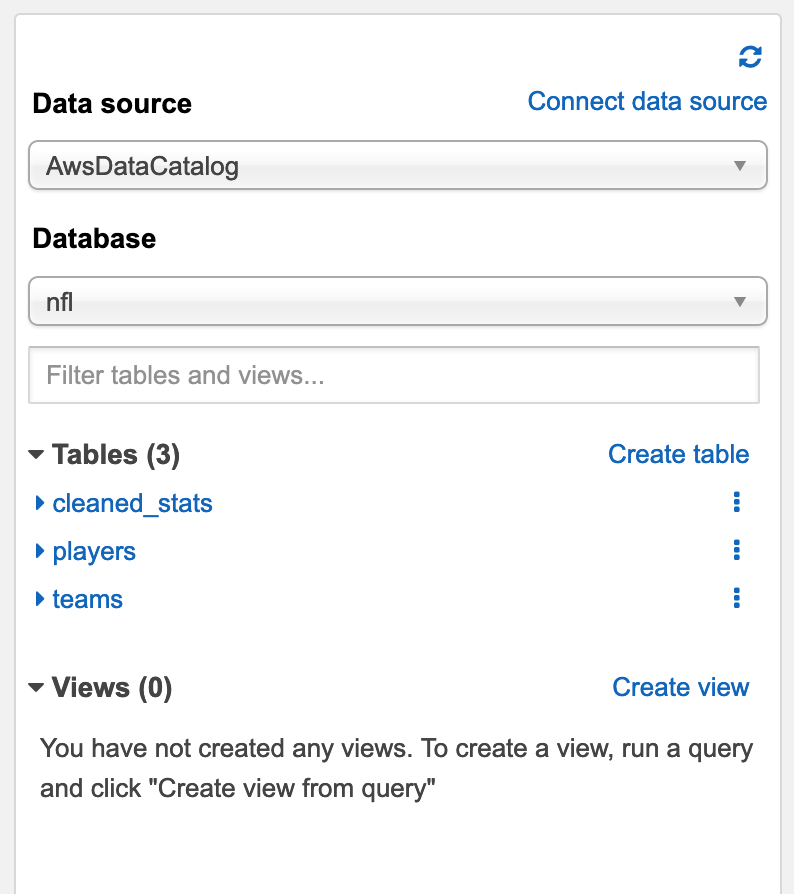 Data source
Connect data source
AwsDataCatalog
Database
nfl
Filter tables and views...
Tables (3)
Create table
cleaned_stats
players
teams
Views (0)
Create view
You have not created any views. To create a view, run a query
and click "Create view from query"